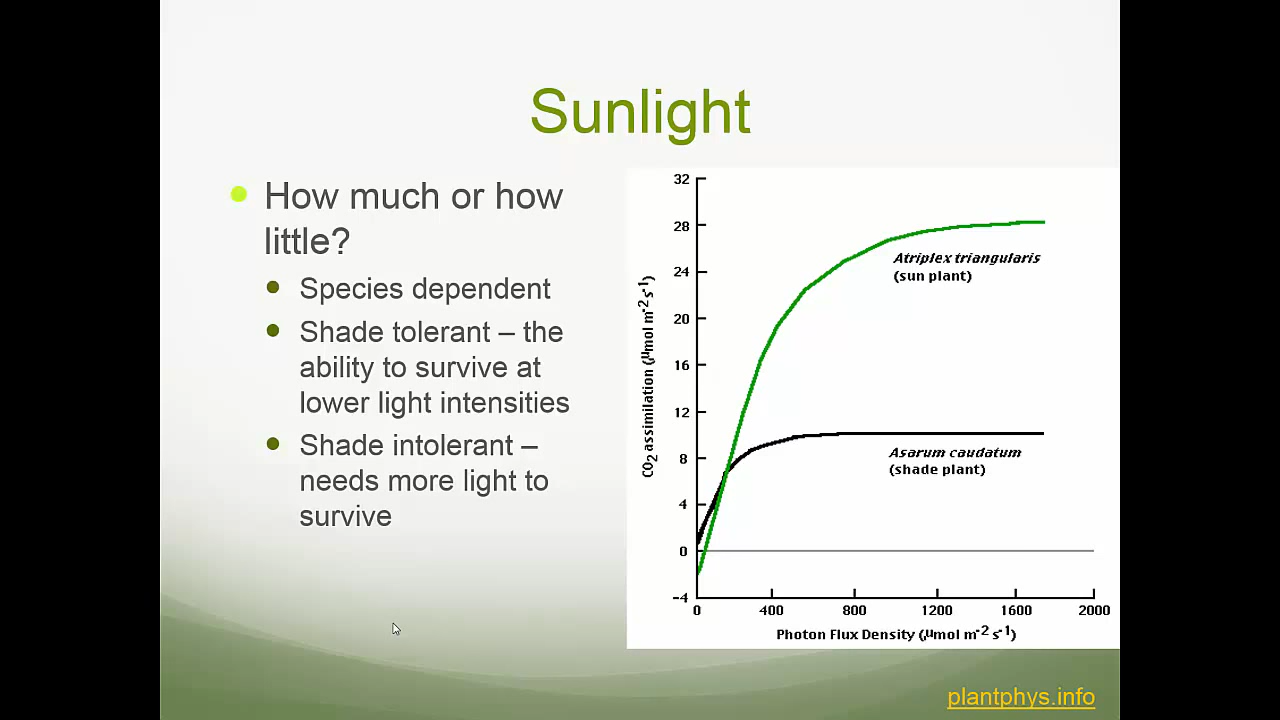 Sunlight
How much or how
little?
Species dependent
Shade tolerant – the
ability to survive at
lower light intensities
Shade intolerant –
needs more light to
survive
32
28
24
20
16
12
8
4
0
-4
CO2 assimilation (µmol m-2 s-1)
Atriplex triangularis
(sun plant)
Asarum caudatum
(shade plant)
0 400 800 1200 1600 2000
Photon Flux Density (µmol m-2 s-1)
plantphys.info